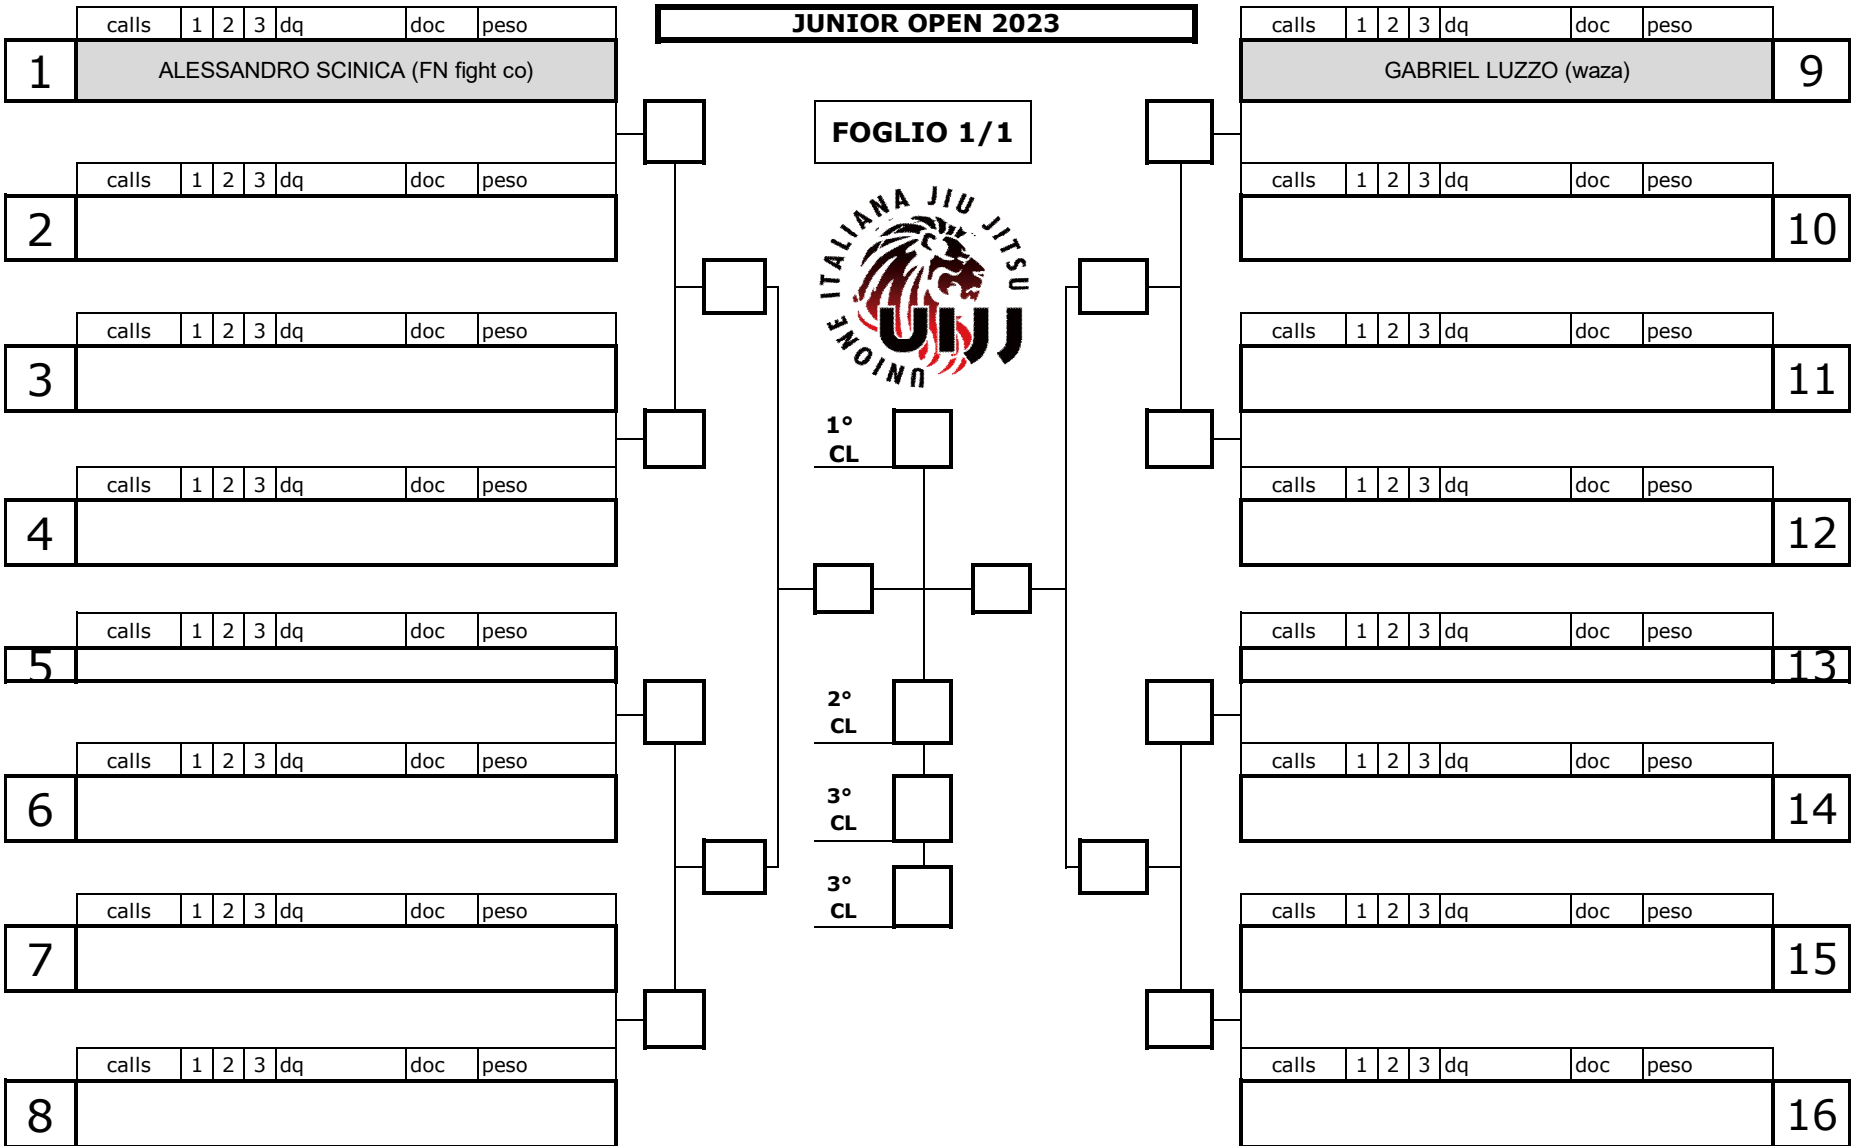 JUNIOR OPEN 2023
calls 1 2 3 dq doc peso
1 ALESSANDRO SCINICA (FN fight co)
calls 1 2 3 dq doc peso
2
calls 1 2 3 dq doc peso
3
calls 1 2 3 dq doc peso
4
calls 1 2 3 dq doc peso
5
calls 1 2 3 dq doc peso
6
calls 1 2 3 dq doc peso
7
calls 1 2 3 dq doc peso
8
FOGLIO 1/1
UNIONE ITALIANA JIU JITSU
UIJJ
1°
CL
2°
CL
3°
CL
3°
CL
calls 1 2 3 dq doc peso
GABRIEL LUZZO (waza) 9
calls 1 2 3 dq doc peso
10
calls 1 2 3 dq doc peso
11
calls 1 2 3 dq doc peso
12
calls 1 2 3 dq doc peso
13
calls 1 2 3 dq doc peso
14
calls 1 2 3 dq doc peso
15
calls 1 2 3 dq doc peso
16